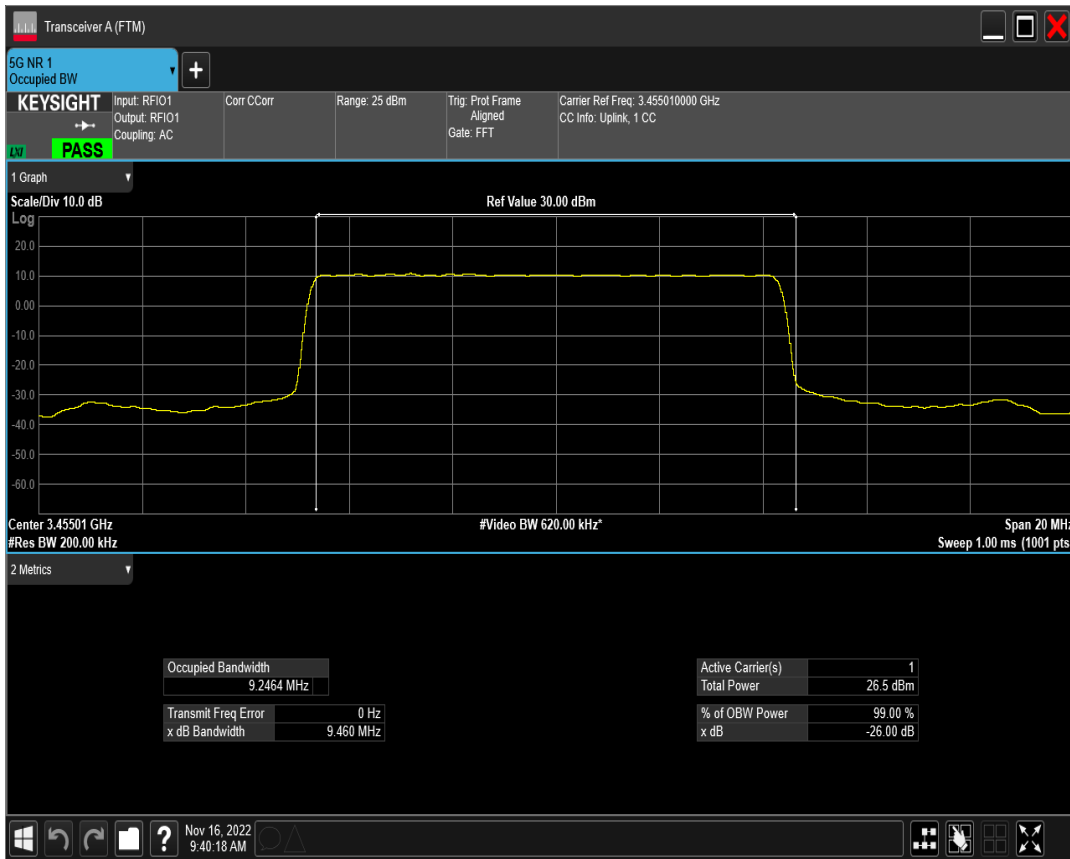 Transceiver A (FTM)
5G NR 1
Occupied BW
KEYSIGHT
Input: RFIO1
Output: RFIO1
Coupling: AC
Corr CCorr
Range: 25 dBm
Trig: Prot Frame
Aligned
Gate: FFT
Carrier Ref Freq: 3.455010000 GHz
CC Info: Uplink, 1 CC
LXI
PASS
1 Graph
Scale/Div 10.0 dB
Ref Value 30.00 dBm
Log
20.0
10.0
0.00
-10.0
-20.0
-30.0
-40.0
-50.0
-60.0
Center 3.45501 GHz
#Video BW 620.00 kHz*
Span 20 MHz
#Res BW 200.00 kHz
Sweep 1.00 ms (1001 pts
2 Metrics
Occupied Bandwidth
9.2464 MHz
Transmit Freq Error 0 Hz
x dB Bandwidth 9.460 MHz
Active Carrier(s) 1
Total Power 26.5 dBm
% of OBW Power 99.00 %
x dB -26.00 dB
?
Nov 16, 2022
9:40:18 AM